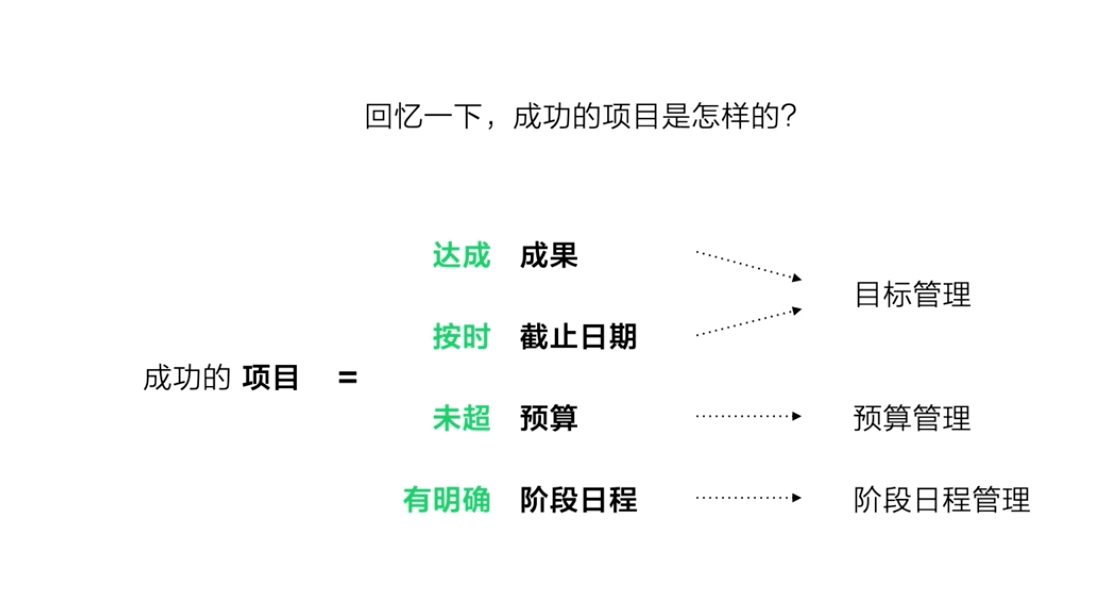 回忆一下，成功的项目是怎样的？
达成 成果
目标管理
按时 截止日期
成功的 项目 =
未超 预算
预算管理
有明确 阶段日程
阶段日程管理